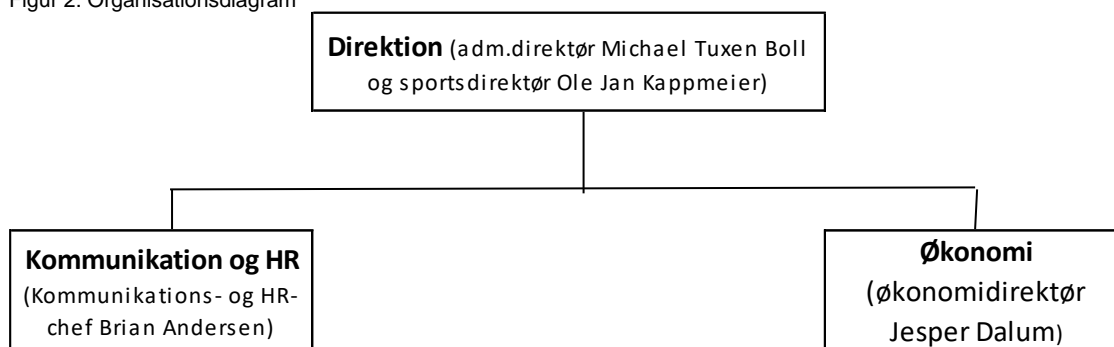 Figur 2: Organisationsdiagram
Direktion (adm.direktør Michael Tuxen Boll
og sportsdirektør Ole Jan Kappmeier)
Kommunikation og HR
(Kommunikations- og HR-
chef Brian Andersen)
Økonomi
(økonomidirektør
Jesper Dalum)